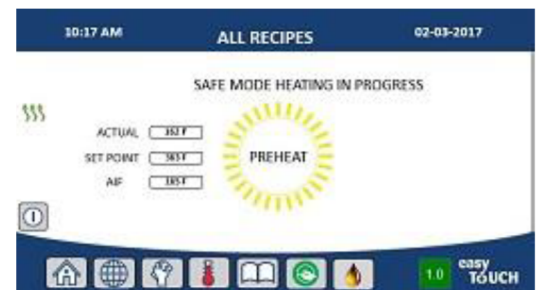 10:17 AM
ALL RECIPES
02-03-2017
SAFE MODE HEATING IN PROGRESS
ACTUAL
SET POINT
AIF
PREHEAT
1.0
easy
ToUCH